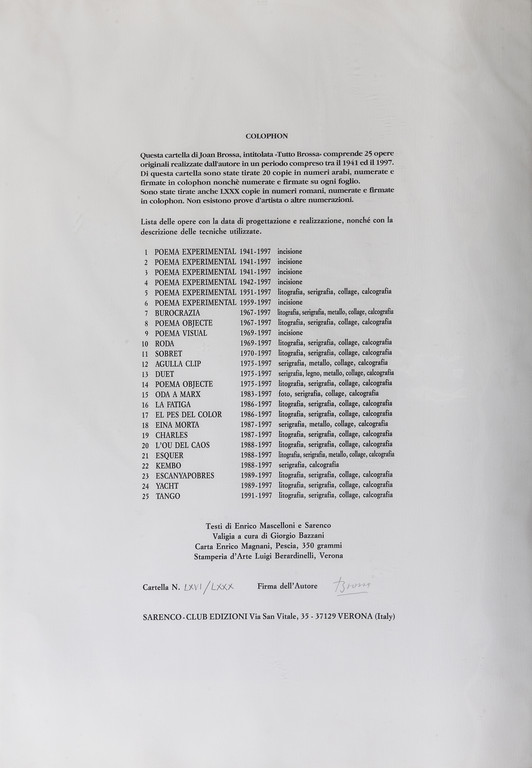 COLOPHON
Questa cartella di Joan Brossa, intitolata «Tutto Brossa» comprende 25 opere
originali realizzate dall'autore in un periodo compreso tra il 1941 ed il 1997.
Di questa cartella sono state tirate 20 copie in numeri arabi, numerate e
firmate in colophon nonchè numerate e firmate su ogni foglio.
Sono state tirate anche LXXX copie in numeri romani, numerate e firmate
in colophon. Non esistono prove d'artista o altre numerazioni.
Lista delle opere con la data di progettazione e realizzazione, nonché con la
descrizione delle tecniche utilizzate.
1 POEMA EXPERIMENTAL 1941-1997 incisione
2 POEMA EXPERIMENTAL 1941-1997 incisione
3 POEMA EXPERIMENTAL 1941-1997 incisione
4 POEMA EXPERIMENTAL 1942-1997 incisione
5 POEMA EXPERIMENTAL 1951-1997 litografia, serigrafia, collage, calcografia
6 POEMA EXPERIMENTAL 1959-1997 incisione
7 BUROCRAZIA 1967-1997 litografia, serigrafia, metallo, collage, calcografia
8 POEMA OBJECTE 1967-1997 litografia, serigrafia, collage, calcografia
9 POEMA VISUAL 1969-1997 incisione
10 RODA 1969-1997 litografia, serigrafia, collage, calcografia
11 SOBRET 1970-1997 litografia, serigrafia, collage, calcografia
12 AGULLA CLIP 1975-1997 serigrafia, metallo, collage, calcografia
13 DUET 1975-1997 serigrafia, legno, metallo, collage, calcografia
14 POEMA OBJECTE 1975-1997 litografia, serigrafia, collage, calcografia
15 ODA A MARX 1983-1997 foto, serigrafia, collage, calcografia
16 LA FATIGA 1986-1997 litografia, serigrafia, collage, calcografia
17 EL PES DEL COLOR 1986-1997 litografia, serigrafia, collage, calcografia
18 EINA MORTA 1987-1997 serigrafia, metallo, collage, calcografia
19 CHARLES 1987-1997 litografia, serigrafia, collage, calcografia
20 L'OU DEL CAOS 1988-1997 litografia, serigrafia, collage, calcografia
21 ESQUER 1988-1997 litografia, serigrafia, metallo, collage, calcografia
22 KEMBO 1988-1997 serigrafia, calcografia
23 ESCANYAPOBRES 1989-1997 litografia, serigrafia, collage, calcografia
24 YACHT 1989-1997 litografia, serigrafia, collage, calcografia
25 TANGO 1991-1997 litografia, serigrafia, collage, calcografia
Testi di Enrico Mascelloni e Sarenco
Valigia a cura di Giorgio Bazzani
Carta Enrico Magnani, Pescia, 350 grammi
Stamperia d'Arte Luigi Berardinelli, Verona
Cartella N. LXVI/LXXX Firma dell'Autore
SARENCO-CLUB EDIZIONI Via San Vitale, 35 - 37129 VERONA (Italy)